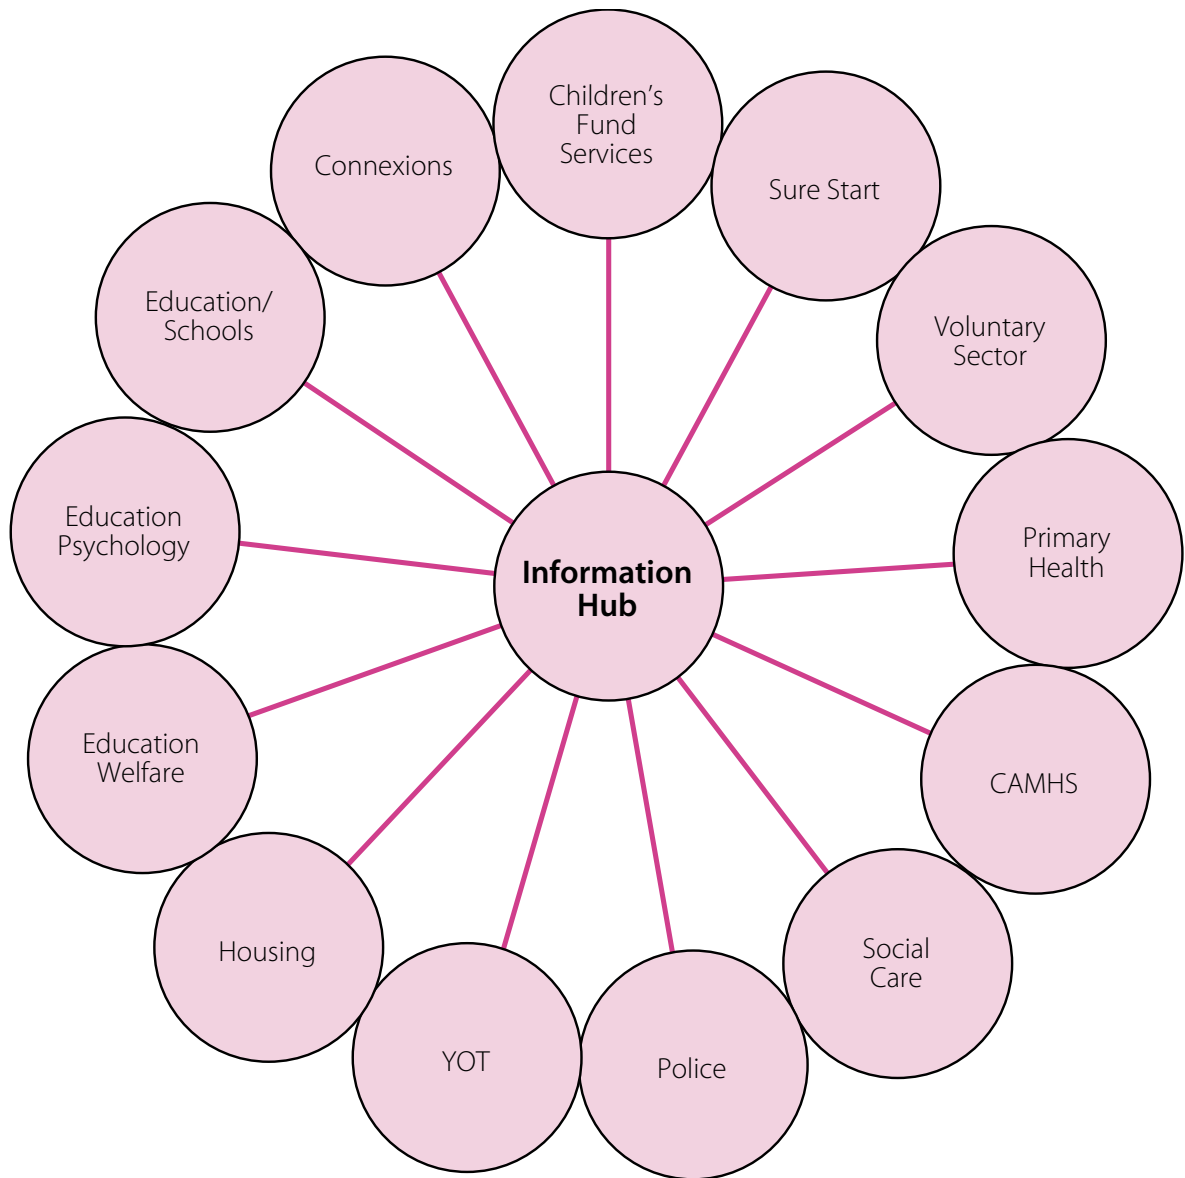 Children's
Fund
Services
Connexions
Sure Start
Education/
Schools
Voluntary
Sector
Education
Psychology
Primary
Health
Information
Hub
Education
Welfare
CAMHS
Housing
Social
Care
YOT
Police